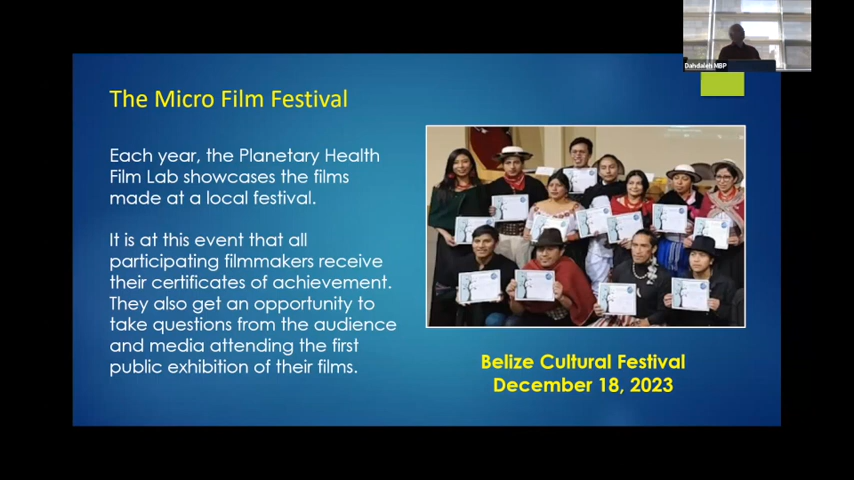 Dahdaleh MBP
The Micro Film Festival
Each year, the Planetary Health
Film Lab showcases the films
made at a local festival.
It is at this event that all
participating filmmakers receive
their certificates of achievement.
They also get an opportunity to
take questions from the audience
and media attending the first
public exhibition of their films.
Belize Cultural Festival
December 18, 2023